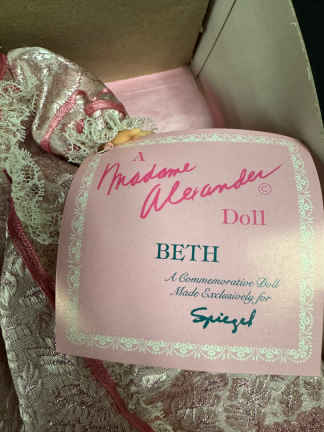 A
Madame
Alexander ©
Doll
BETH
A Commemorative Doll
Made Exclusively for
Spiegel